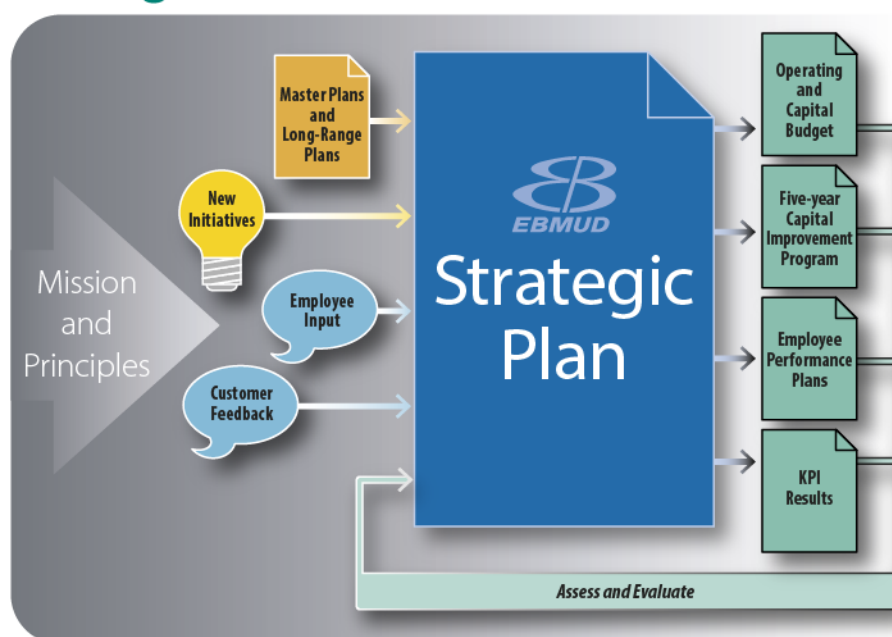 Mission
and
Principles
Master Plans
and
Long-Range
Plans
New
Initiatives
Employee
Input
Customer
Feedback
EBMUD
Strategic
Plan
Operating
and
Capital
Budget
Five-year
Capital
Improvement
Program
Employee
Performance
Plans
KPI
Results
Assess and Evaluate